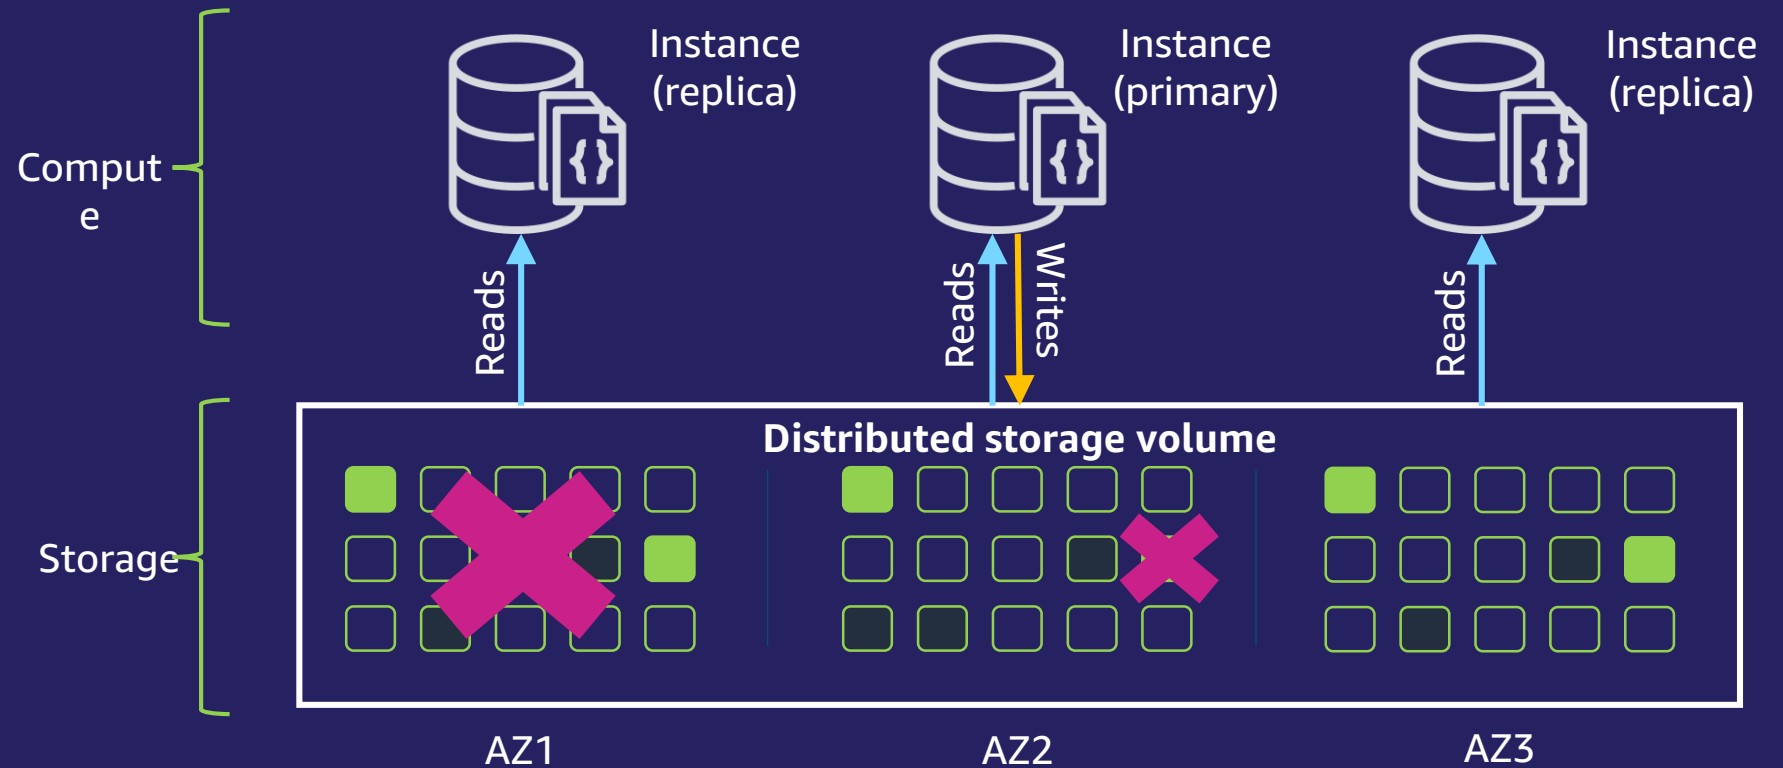 Instance
(replica)
Instance
(primary)
Instance
(replica)
Comput
e
{}
{}
{}
Reads
Reads
Writes
Reads
Distributed storage volume
Storage
AZ1
AZ2
AZ3